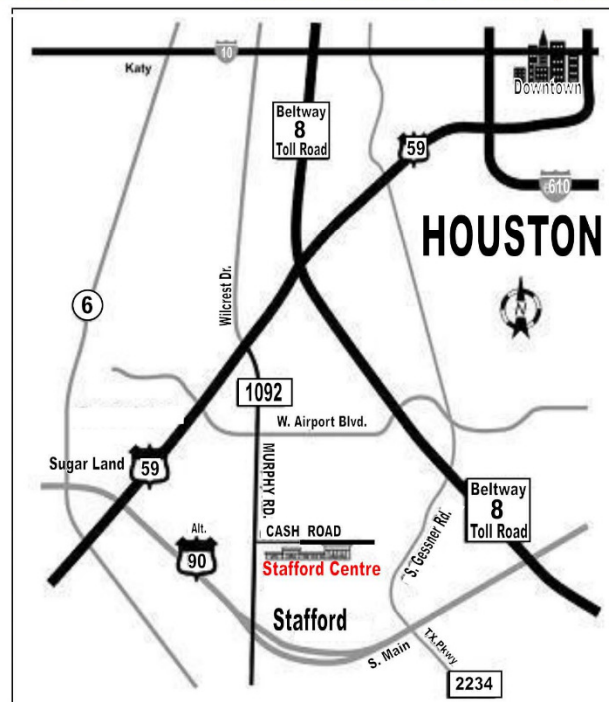 10
Katy
Downtown
Beltway
8
Toll Road
59
610
HOUSTON
N
6
Wilcrest Dr.
1092
W. Airport Blvd.
Sugar Land
59
MURPHY RD.
Beltway
8
Toll Road
Alt.
90
CASH ROAD
Stafford Centre
S. Gessner Rd.
Stafford
S. Main
TX.Pkwy
2234